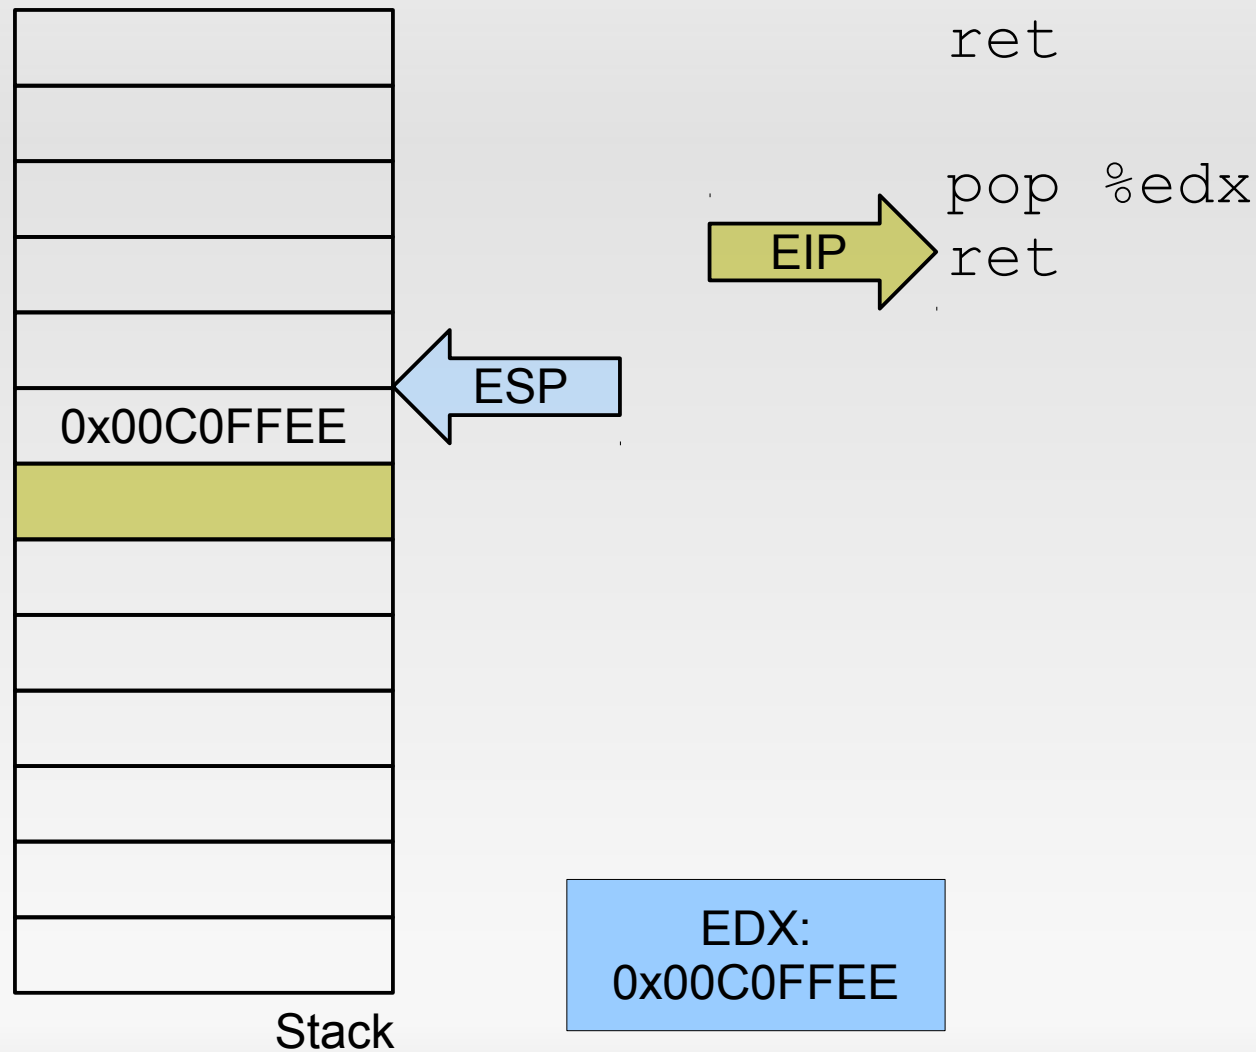 ret
pop %edx
EIP
ret
ESP
0x00C0FFEE
EDX:
0x00C0FFEE
Stack